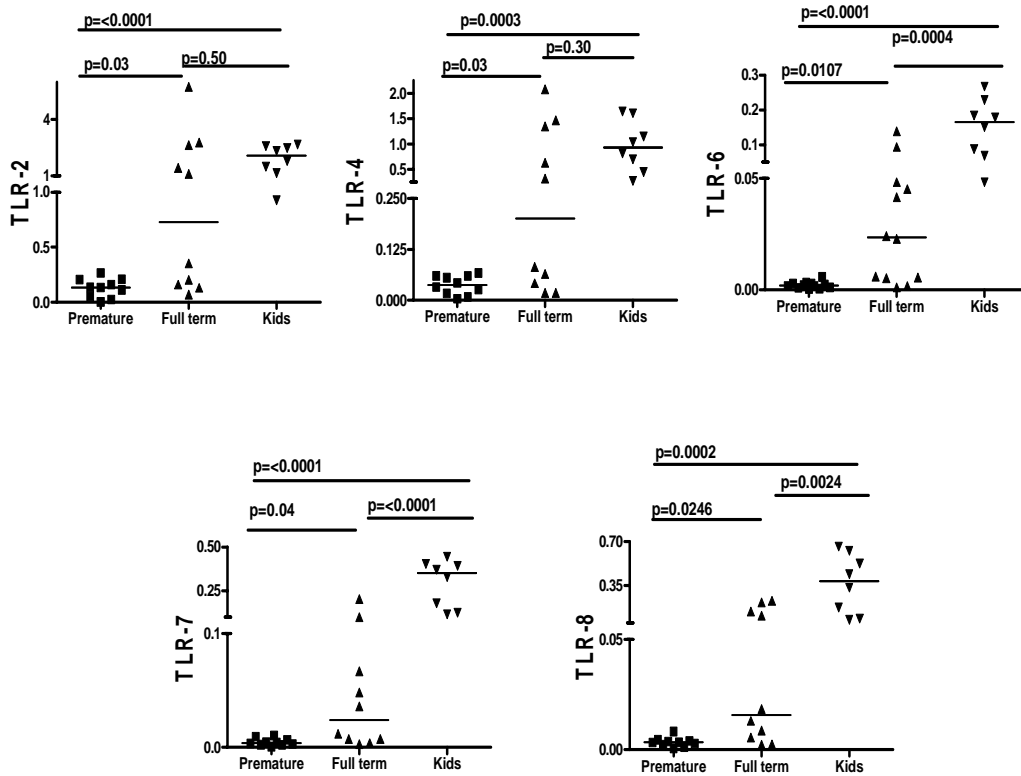 p=<0.0001
p=0.03
p=0.50
TLR-2
4
1
1.0
0.5
0.0
Premature Full term Kids
p=0.0003
p=0.30
p=0.03
TLR-4
2.0
1.5
1.0
0.5
0.250
0.125
0.000
Premature Full term Kids
p=<0.0001
p=0.0004
p=0.0107
TLR-6
0.3
0.2
0.1
0.05
0.00
Premature Full term Kids
p=<0.0001
p=0.04
p=<0.0001
TLR-7
0.50
0.25
0.1
0.0
Premature Full term Kids
p=0.0002
p=0.0024
p=0.0246
TLR-8
0.70
0.35
0.05
0.00
Premature Full term Kids